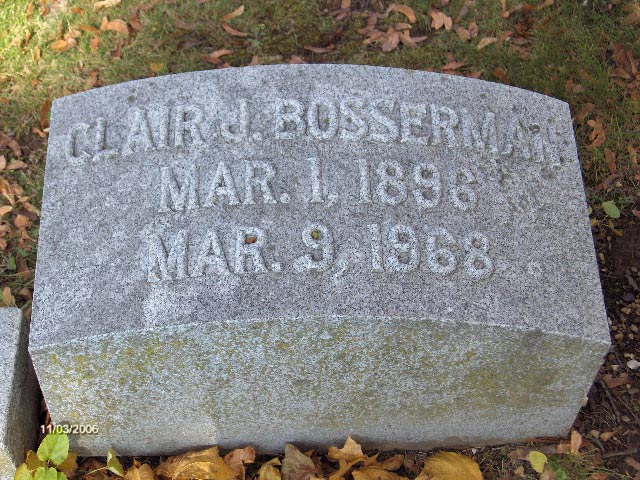 CLAIR J. BOSSERMAN
MAR. 1, 1896
MAR. 9, 1968
11/03/2006